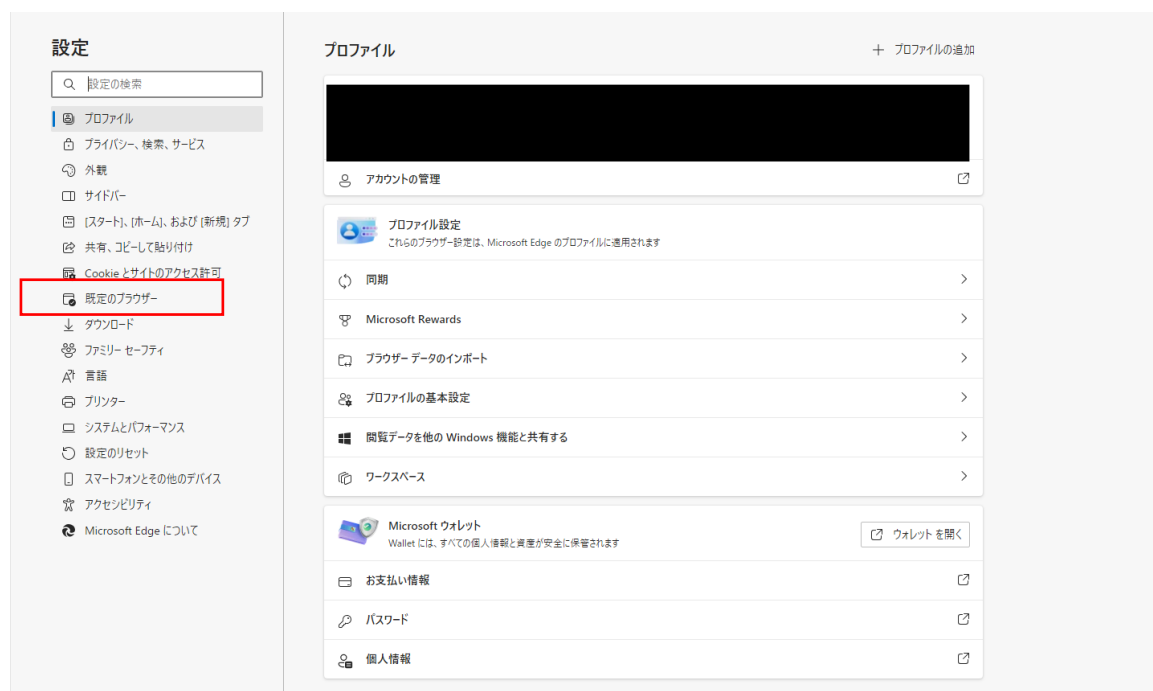 設定
設定の検索
プロファイル
プライバシー、検索、サービス
外観
サイドバー
[スタート]、[ホーム]、および [新規] タブ
共有、コピーして貼り付け
Cookie とサイトのアクセス許可
既定のブラウザー
ダウンロード
ファミリー セーフティ
言語
プリンター
システムとパフォーマンス
設定のリセット
スマートフォンとその他のデバイス
アクセシビリティ
Microsoft Edge について
プロファイル
プロファイルの追加
アカウントの管理
プロファイル設定
これらのブラウザー設定は、Microsoft Edge のプロファイルに適用されます
同期
Microsoft Rewards
ブラウザー データのインポート
プロファイルの基本設定
閲覧データを他の Windows 機能と共有する
ワークスペース
Microsoft ウォレット
Wallet には、すべての個人情報と資産が安全に保管されます
ウォレット を開く
お支払い情報
パスワード
個人情報